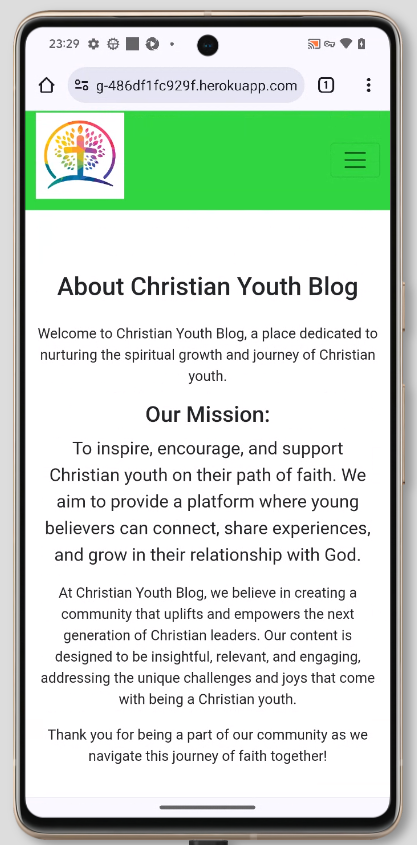 23:29
g-486df1fc929f.herokuapp.com
1
About Christian Youth Blog
Welcome to Christian Youth Blog, a place dedicated to
nurturing the spiritual growth and journey of Christian
youth.
Our Mission:
To inspire, encourage, and support
Christian youth on their path of faith. We
aim to provide a platform where young
believers can connect, share experiences,
and grow in their relationship with God.
At Christian Youth Blog, we believe in creating a
community that uplifts and empowers the next
generation of Christian leaders. Our content is
designed to be insightful, relevant, and engaging,
addressing the unique challenges and joys that come
with being a Christian youth.
Thank you for being a part of our community as we
navigate this journey of faith together!